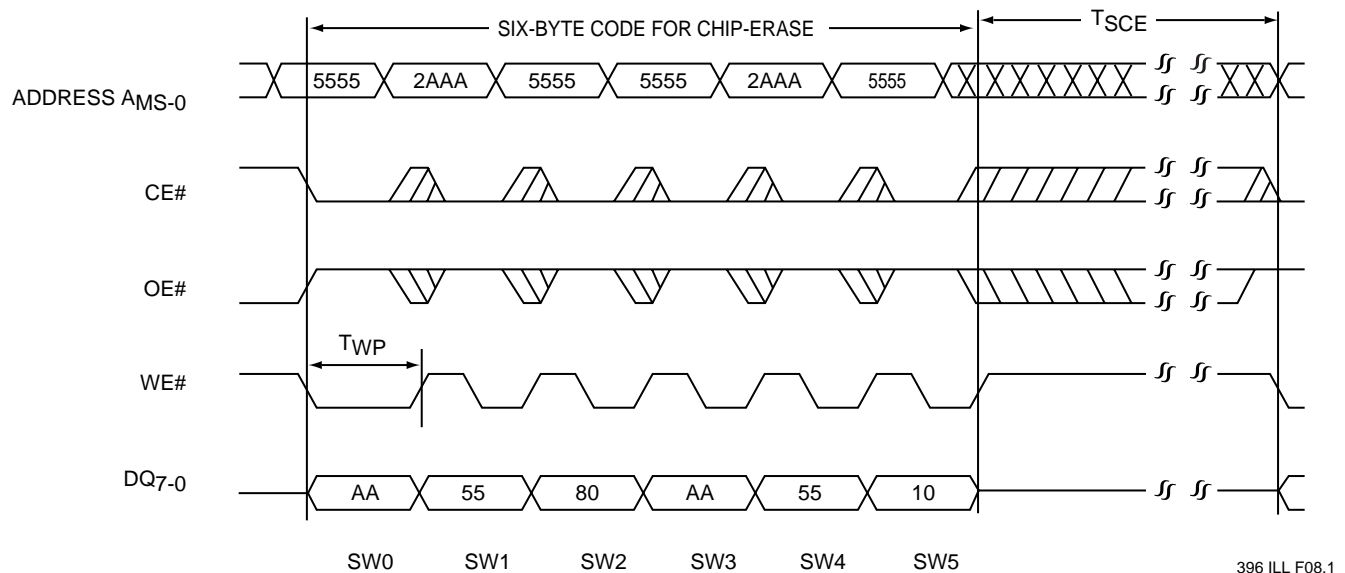 SIX-BYTE CODE FOR CHIP-ERASE TSCE
ADDRESS AMS-0 5555 2AAA 5555 5555 2AAA 5555
CE#
OE#
TWP
WE#
DQ7-0 AA 55 80 AA 55 10
SW0 SW1 SW2 SW3 SW4 SW5
396 ILL F08.1